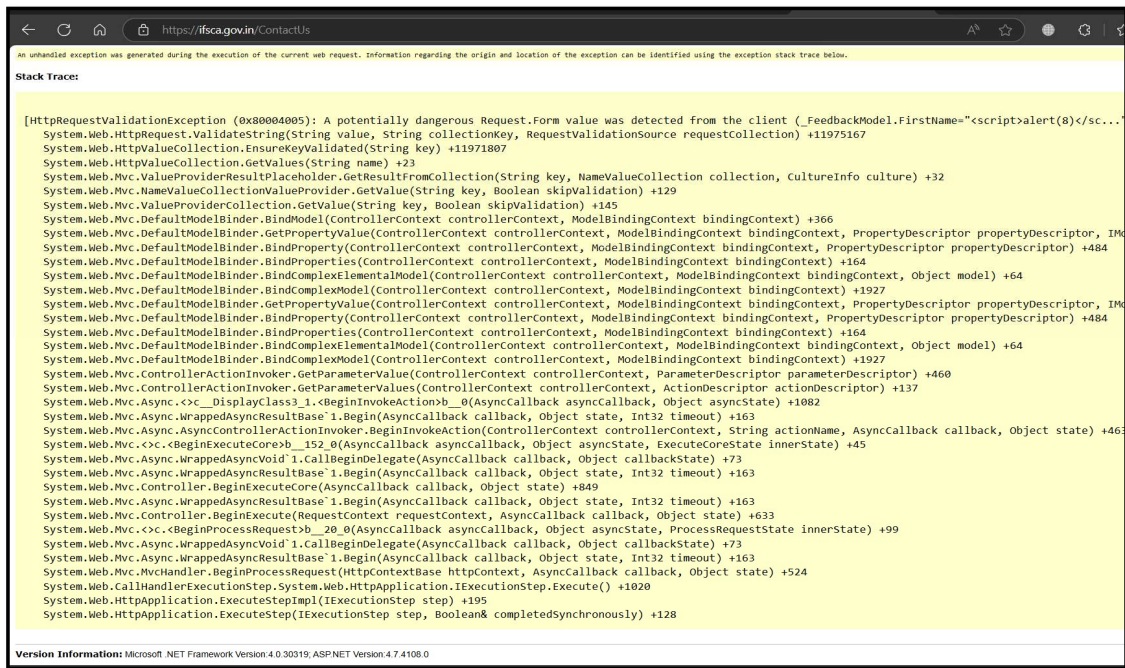 https://ifsca.gov.in/ContactUs
An unhandled exception was generated during the execution of the current web request. Information regarding the origin and location of the exception can be identified using the exception stack trace below.
Stack Trace:
[HttpRequestValidationException (0x80004005): A potentially dangerous Request.Form value was detected from the client (_FeedbackModel.FirstName="<script>alert(8)</sc..."
System.Web.HttpRequest.ValidateString(String value, String collectionKey, RequestValidationSource requestCollection) +11975167
System.Web.HttpValueCollection.EnsureKeyValidated(String key) +11971807
System.Web.HttpValueCollection.GetValues(String name) +23
System.Web.Mvc.ValueProviderResultPlaceholder.GetResultFromCollection(String key, NameValueCollection collection, CultureInfo culture) +32
System.Web.Mvc.NameValueCollectionValueProvider.GetValue(String key, Boolean skipValidation) +129
System.Web.Mvc.ValueProviderCollection.GetValue(String key, Boolean skipValidation) +145
System.Web.Mvc.DefaultModelBinder.BindModel(ControllerContext controllerContext, ModelBindingContext bindingContext) +366
System.Web.Mvc.DefaultModelBinder.GetPropertyValue(ControllerContext controllerContext, ModelBindingContext bindingContext, PropertyDescriptor propertyDescriptor, IMo
System.Web.Mvc.DefaultModelBinder.BindProperty(ControllerContext controllerContext, ModelBindingContext bindingContext, PropertyDescriptor propertyDescriptor) +484
System.Web.Mvc.DefaultModelBinder.BindProperties(ControllerContext controllerContext, ModelBindingContext bindingContext) +164
System.Web.Mvc.DefaultModelBinder.BindComplexElementalModel(ControllerContext controllerContext, ModelBindingContext bindingContext, Object model) +64
System.Web.Mvc.DefaultModelBinder.BindComplexModel(ControllerContext controllerContext, ModelBindingContext bindingContext) +1927
System.Web.Mvc.DefaultModelBinder.GetPropertyValue(ControllerContext controllerContext, ModelBindingContext bindingContext, PropertyDescriptor propertyDescriptor, IMo
System.Web.Mvc.DefaultModelBinder.BindProperty(ControllerContext controllerContext, ModelBindingContext bindingContext, PropertyDescriptor propertyDescriptor) +484
System.Web.Mvc.DefaultModelBinder.BindProperties(ControllerContext controllerContext, ModelBindingContext bindingContext) +164
System.Web.Mvc.DefaultModelBinder.BindComplexElementalModel(ControllerContext controllerContext, ModelBindingContext bindingContext, Object model) +64
System.Web.Mvc.DefaultModelBinder.BindComplexModel(ControllerContext controllerContext, ModelBindingContext bindingContext) +1927
System.Web.Mvc.ControllerActionInvoker.GetParameterValue(ControllerContext controllerContext, ParameterDescriptor parameterDescriptor) +460
System.Web.Mvc.ControllerActionInvoker.GetParameterValues(ControllerContext controllerContext, ActionDescriptor actionDescriptor) +137
System.Web.Mvc.Async.<>c__DisplayClass3_1.<BeginInvokeAction>b__0(AsyncCallback asyncCallback, Object asyncState) +1082
System.Web.Mvc.Async.WrappedAsyncResultBase`1.Begin(AsyncCallback callback, Object state, Int32 timeout) +163
System.Web.Mvc.Async.AsyncControllerActionInvoker.BeginInvokeAction(ControllerContext controllerContext, String actionName, AsyncCallback callback, Object state) +463
System.Web.Mvc.<>c.<BeginExecuteCore>b__152_0(AsyncCallback asyncCallback, Object asyncState, ExecuteCoreState innerState) +45
System.Web.Mvc.Async.WrappedAsyncVoid`1.CallBeginDelegate(AsyncCallback callback, Object callbackState) +73
System.Web.Mvc.Async.WrappedAsyncResultBase`1.Begin(AsyncCallback callback, Object state, Int32 timeout) +163
System.Web.Mvc.Controller.BeginExecuteCore(AsyncCallback callback, Object state) +849
System.Web.Mvc.Async.WrappedAsyncResultBase`1.Begin(AsyncCallback callback, Object state, Int32 timeout) +163
System.Web.Mvc.Controller.BeginExecute(RequestContext requestContext, AsyncCallback callback, Object state) +633
System.Web.Mvc.<>c.<BeginProcessRequest>b__20_0(AsyncCallback asyncCallback, Object asyncState, ProcessRequestState innerState) +99
System.Web.Mvc.Async.WrappedAsyncVoid`1.CallBeginDelegate(AsyncCallback callback, Object callbackState) +73
System.Web.Mvc.Async.WrappedAsyncResultBase`1.Begin(AsyncCallback callback, Object state, Int32 timeout) +163
System.Web.Mvc.MvcHandler.BeginProcessRequest(HttpContextBase httpContext, AsyncCallback callback, Object state) +524
System.Web.CallHandlerExecutionStep.System.Web.HttpApplication.IExecutionStep.Execute() +1020
System.Web.HttpApplication.ExecuteStepImpl(IExecutionStep step) +195
System.Web.HttpApplication.ExecuteStep(IExecutionStep step, Boolean& completedSynchronously) +128
Version Information: Microsoft .NET Framework Version:4.0.30319; ASP.NET Version:4.7.4108.0